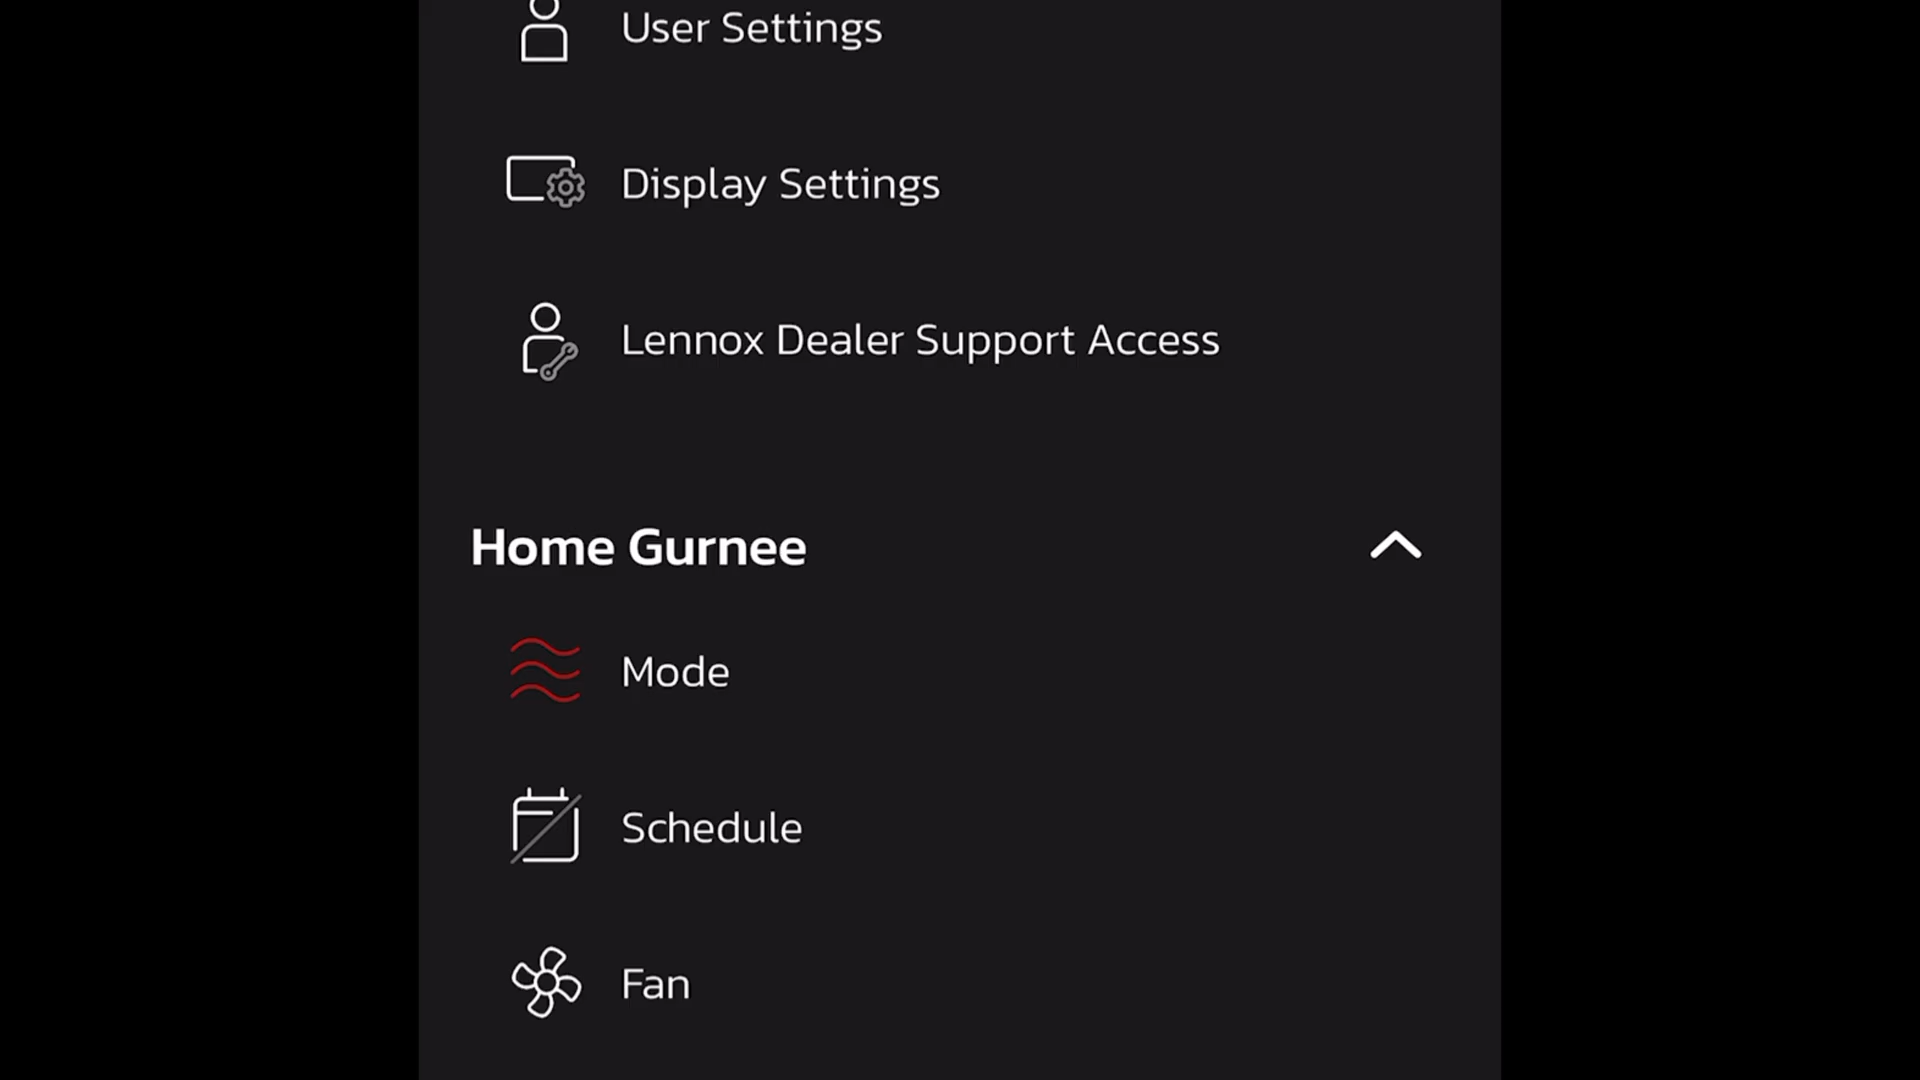 User Settings
Display Settings
Lennox Dealer Support Access
Home Gurnee
Mode
Schedule
Fan